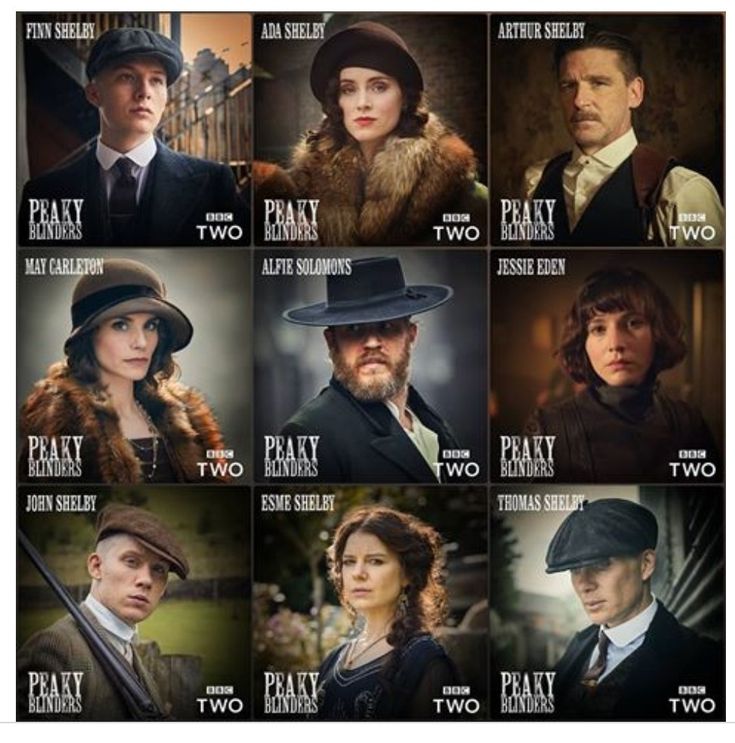 FINN SHELBY
PEAKY
BLINDERS
BBC
TWO
ADA SHELBY
PEAKY
BLINDERS
BBC
TWO
ARTHUR SHELBY
PEAKY
BLINDERS
BBC
TWO
MAY CARLETON
PEAKY
BLINDERS
BBC
TWO
ALFIE SOLOMONS
PEAKY
BLINDERS
BBC
TWO
JESSIE EDEN
PEAKY
BLINDERS
BBC
TWO
JOHN SHELBY
PEAKY
BLINDERS
BBC
TWO
ESME SHELBY
PEAKY
BLINDERS
BBC
TWO
THOMAS SHELBY
PEAKY
BLINDERS
BBC
TWO